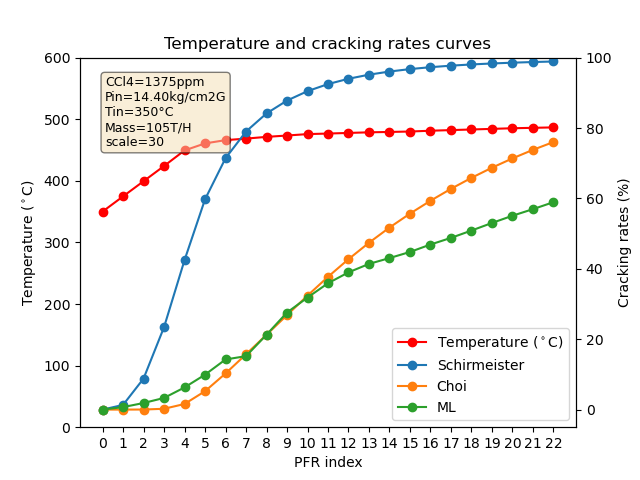 Temperature and cracking rates curves
600
500
400
300
200
100
0
Temperature (°C)
CCl4=1375ppm
Pin=14.40kg/cm2G
Tin=350°C
Mass=105T/H
scale=30
100
80
60
40
20
0
Cracking rates (%)
Temperature (°C)
Schirmeister
Choi
ML
0 1 2 3 4 5 6 7 8 9 10 11 12 13 14 15 16 17 18 19 20 21 22
PFR index